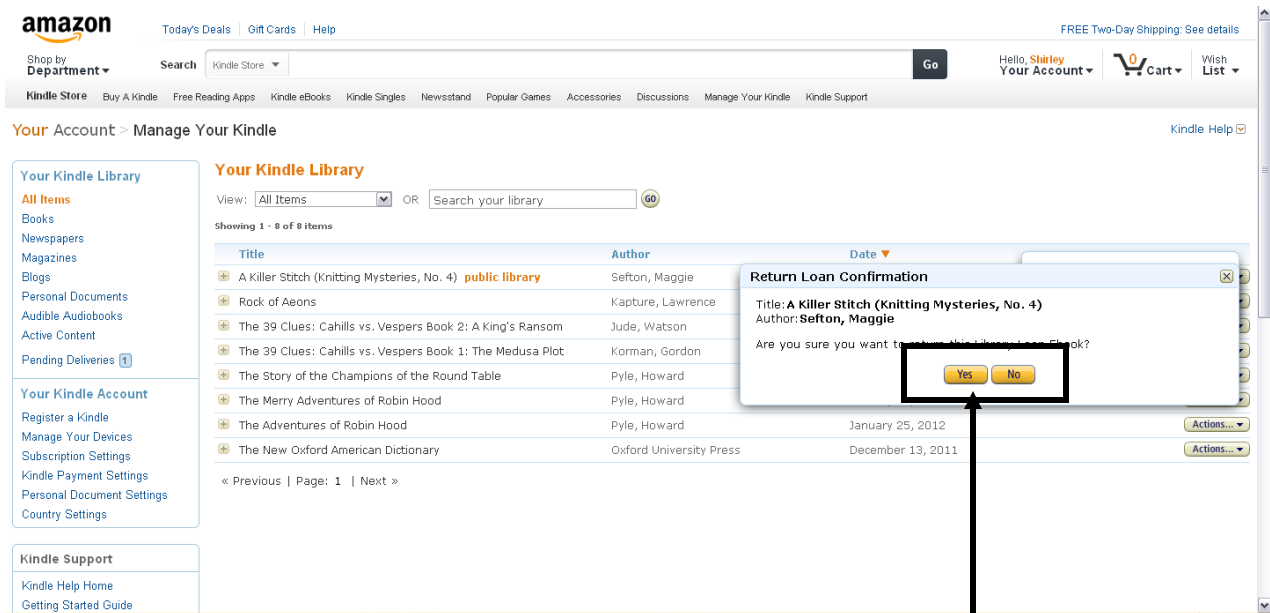 amazon
Today's Deals | Gift Cards | Help
FREE Two-Day Shipping: See details
Shop by
Department
Search
Kindle Store
Go
Hello, Shirley
Your Account
0
Cart
Wish
List
Kindle Store Buy A Kindle Free Reading Apps Kindle eBooks Kindle Singles Newsstand Popular Games Accessories Discussions Manage Your Kindle Kindle Support
Your Account > Manage Your Kindle
Kindle Help
Your Kindle Library
All Items
Books
Newspapers
Magazines
Blogs
Personal Documents
Audible Audiobooks
Active Content
Pending Deliveries 1
Your Kindle Account
Register a Kindle
Manage Your Devices
Subscription Settings
Kindle Payment Settings
Personal Document Settings
Country Settings
Kindle Support
Kindle Help Home
Getting Started Guide
Your Kindle Library
View: All Items OR Search your library GO
Showing 1 - 8 of 8 items
Title Author Date
A Killer Stitch (Knitting Mysteries, No. 4) public library Sefton, Maggie
Rock of Aeons Kapture, Lawrence
The 39 Clues: Cahills vs. Vespers Book 2: A King's Ransom Jude, Watson
The 39 Clues: Cahills vs. Vespers Book 1: The Medusa Plot Korman, Gordon
The Story of the Champions of the Round Table Pyle, Howard
The Merry Adventures of Robin Hood Pyle, Howard
The Adventures of Robin Hood Pyle, Howard January 25, 2012 Actions...
The New Oxford American Dictionary Oxford University Press December 13, 2011 Actions...
« Previous | Page: 1 | Next »
Return Loan Confirmation
Title: A Killer Stitch (Knitting Mysteries, No. 4)
Author: Sefton, Maggie
Are you sure you want to return this Library Loan Ebook?
Yes No